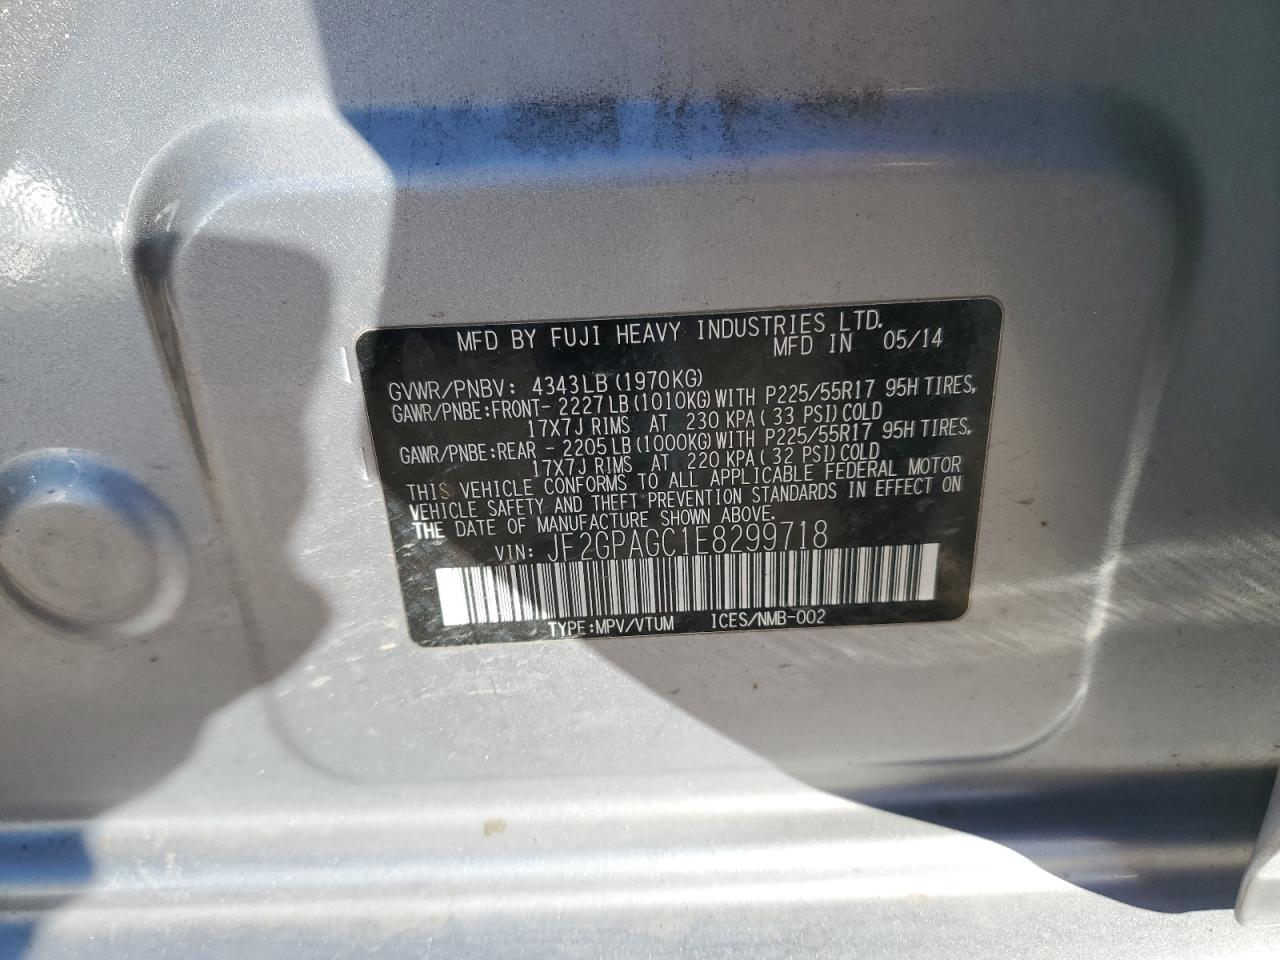 MFD BY FUJI HEAVY INDUSTRIES LTD.
MFD IN 05/14
GVWR/PNBV: 4343LB (1970KG)
GAWR/PNBE:FRONT- 2227LB (1010KG) WITH P225/55R17 95H TIRES,
17X7J RIMS AT 230 KPA ( 33 PSI) COLD
GAWR/PNBE:REAR - 2205LB (1000KG) WITH P225/55R17 95H TIRES,
17X7J RIMS AT 220 KPA ( 32 PSI) COLD
THIS VEHICLE CONFORMS TO ALL APPLICABLE FEDERAL MOTOR
VEHICLE SAFETY AND THEFT PREVENTION STANDARDS IN EFFECT ON
THE DATE OF MANUFACTURE SHOWN ABOVE.
VIN: JF2GPAGC1E8299718
TYPE:MPV/VTUM ICES/NMB-002